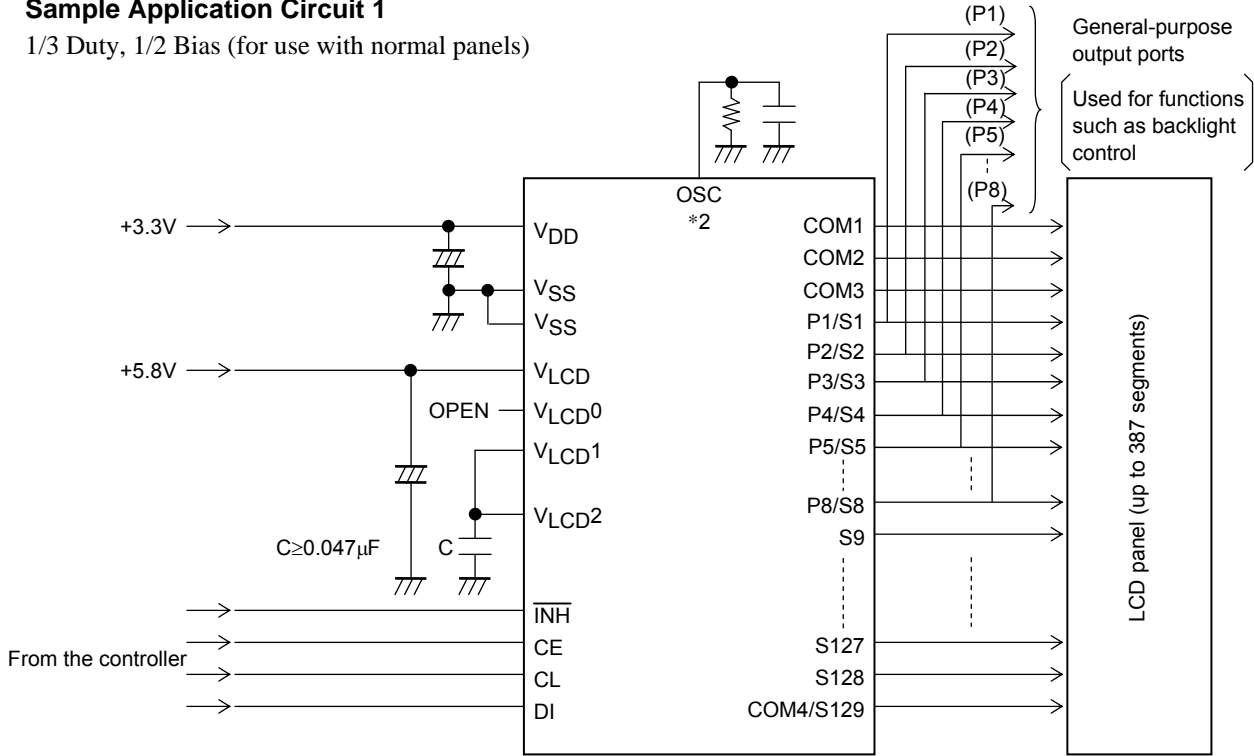 Sample Application Circuit 1
1/3 Duty, 1/2 Bias (for use with normal panels)
(P1)
(P2)
(P3)
(P4)
(P5)
(P8)
General-purpose
output ports
Used for functions
such as backlight
control
OSC
*2
+3.3V
VDD
VSS
VSS
+5.8V
VLCD
OPEN
VLCD0
VLCD1
VLCD2
C≥0.047μF
C
From the controller
INH
CE
CL
DI
COM1
COM2
COM3
P1/S1
P2/S2
P3/S3
P4/S4
P5/S5
P8/S8
S9
S127
S128
COM4/S129
LCD panel (up to 387 segments)